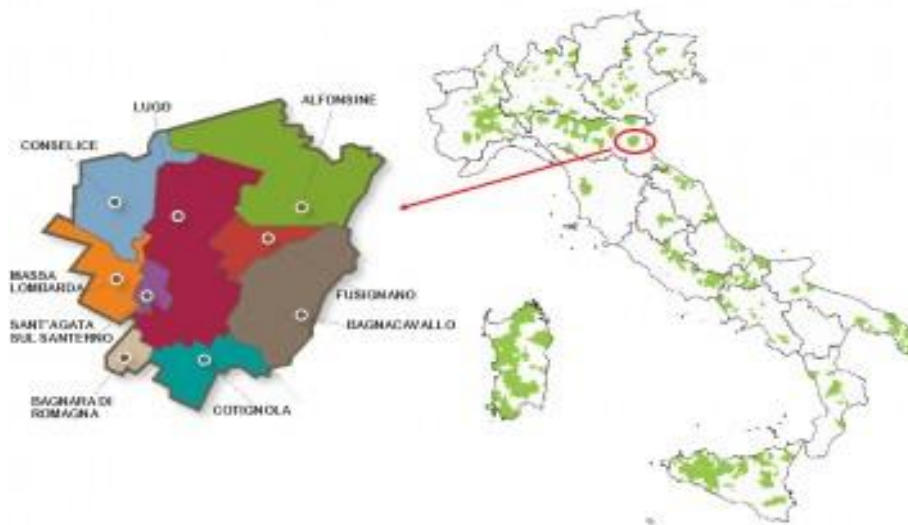 LUGO
ALFONSINE
CONSELICE
MASSA
LOMBARDA
FUSIGNANO
SANT'AGATA
SUL SANTERNO
BAGNACAVALLO
BAGNARA DI
ROMAGNA
COTIGNOLA